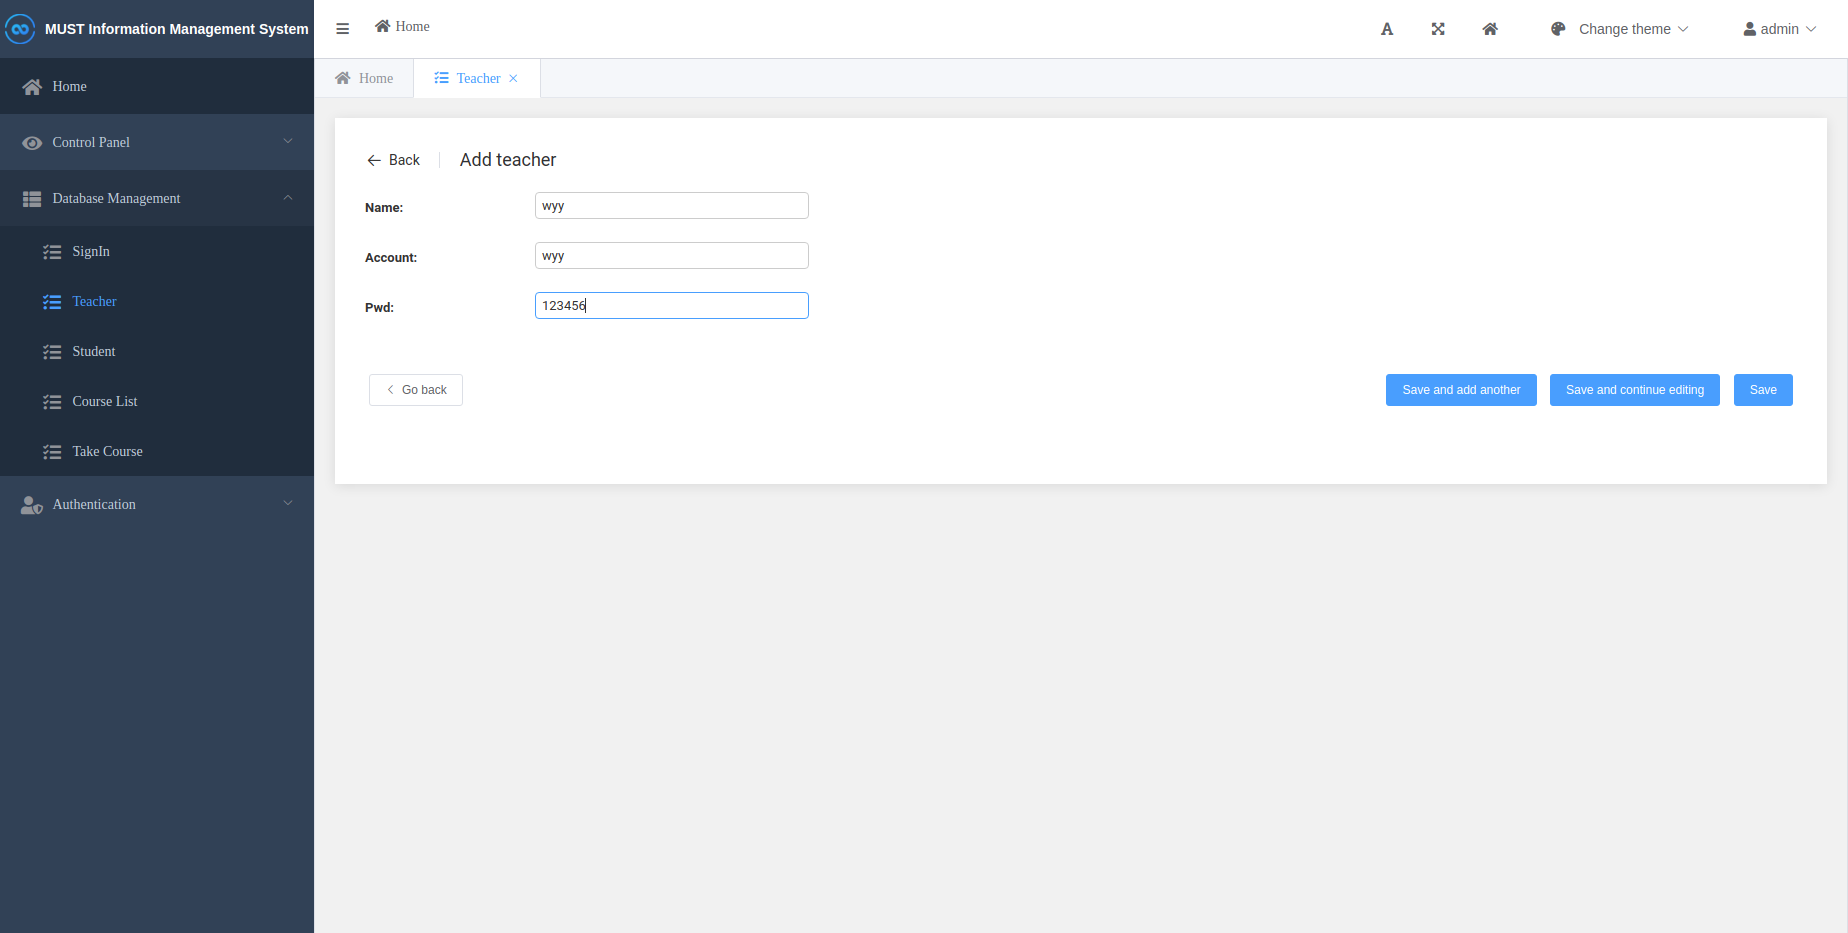 MUST Information Management System
Home
Change theme
admin
Home
Teacher
Home
Control Panel
Database Management
SignIn
Teacher
Student
Course List
Take Course
Authentication
Back
Add teacher
Name:
wyy
Account:
wyy
Pwd:
123456
Go back
Save and add another
Save and continue editing
Save